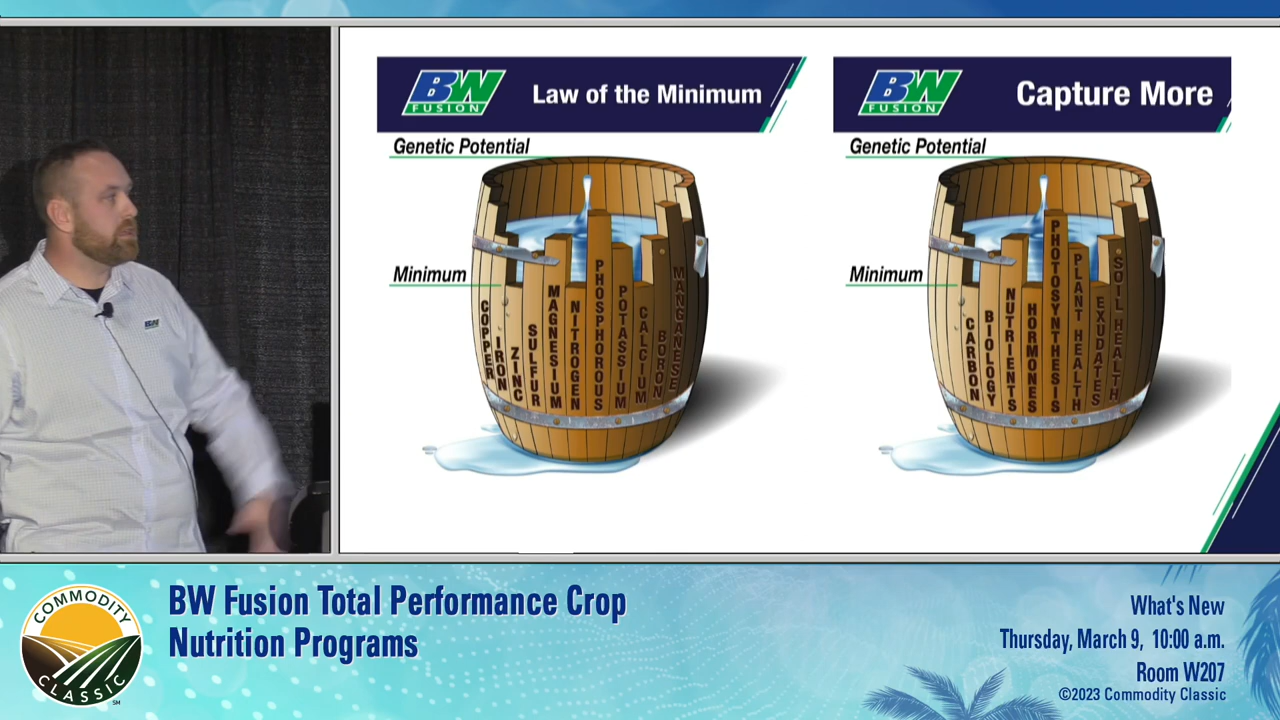 BW
FUSION
Law of the Minimum
Genetic Potential
Minimum
COPPER
IRON
ZINC
SULFUR
MAGNESIUM
NITROGEN
PHOSPHOROUS
POTASSIUM
CALCIUM
BORON
MANGANESE
BW
FUSION
Capture More
Genetic Potential
Minimum
CARBON
BIOLOGY
NUTRIENTS
HORMONES
PHOTOSYNTHESIS
PLANT HEALTH
EXUDATES
SOIL HEALTH
BW
COMMODITY
CLASSIC
SM
BW Fusion Total Performance Crop
Nutrition Programs
What's New
Thursday, March 9, 10:00 a.m.
Room W207
©2023 Commodity Classic